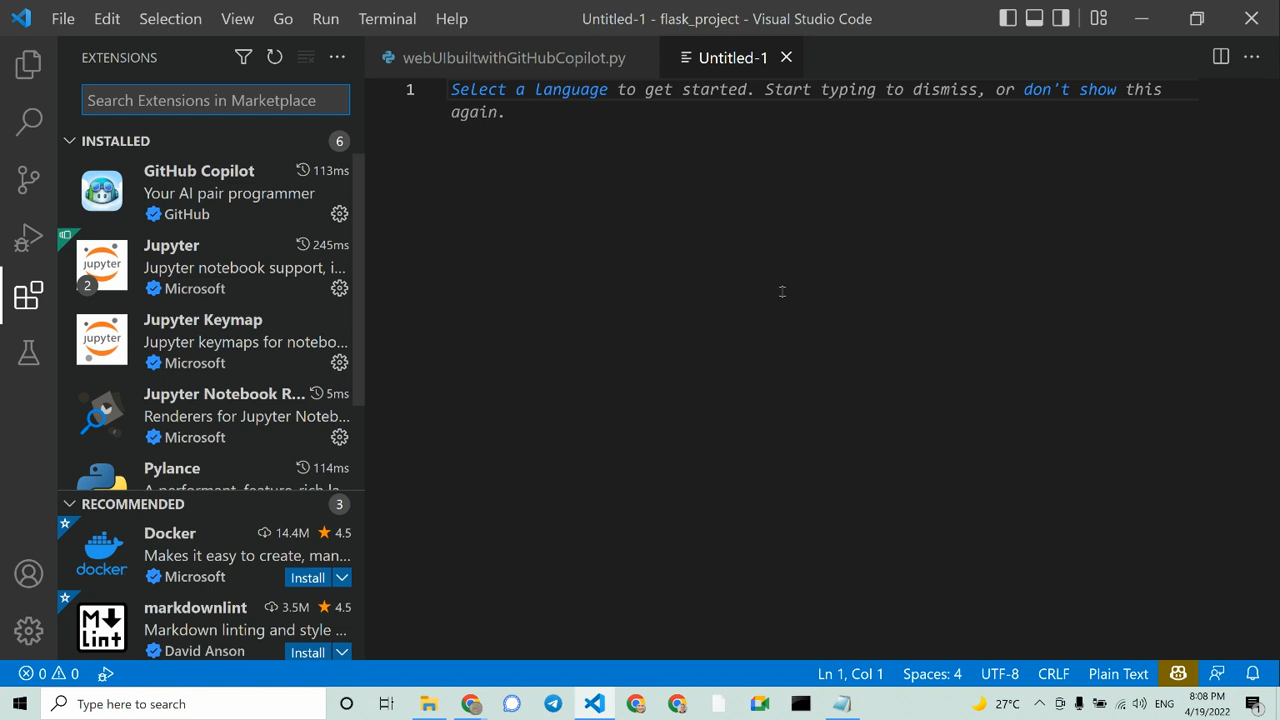 File Edit Selection View Go Run Terminal Help
Untitled-1 - flask_project - Visual Studio Code
EXTENSIONS
Search Extensions in Marketplace
INSTALLED 6
GitHub Copilot 113ms
Your AI pair programmer
GitHub
Jupyter 245ms
Jupyter notebook support, i...
Microsoft
jupyter
2
Jupyter Keymap
Jupyter keymaps for notebo...
Microsoft
jupyter
Jupyter Notebook R... 5ms
Renderers for Jupyter Noteb...
Microsoft
Pylance 114ms
A performant, feature-rich la...
RECOMMENDED 3
Docker 14.4M 4.5
Makes it easy to create, man...
Microsoft Install
docker
markdownlint 3.5M 4.5
Markdown linting and style ...
David Anson Install
M Lint
webUIbuiltwithGitHubCopilot.py
Untitled-1
1 Select a language to get started. Start typing to dismiss, or don't show this
again.
0 0
Ln 1, Col 1 Spaces: 4 UTF-8 CRLF Plain Text
Type here to search
27°C ENG
8:08 PM
4/19/2022
1